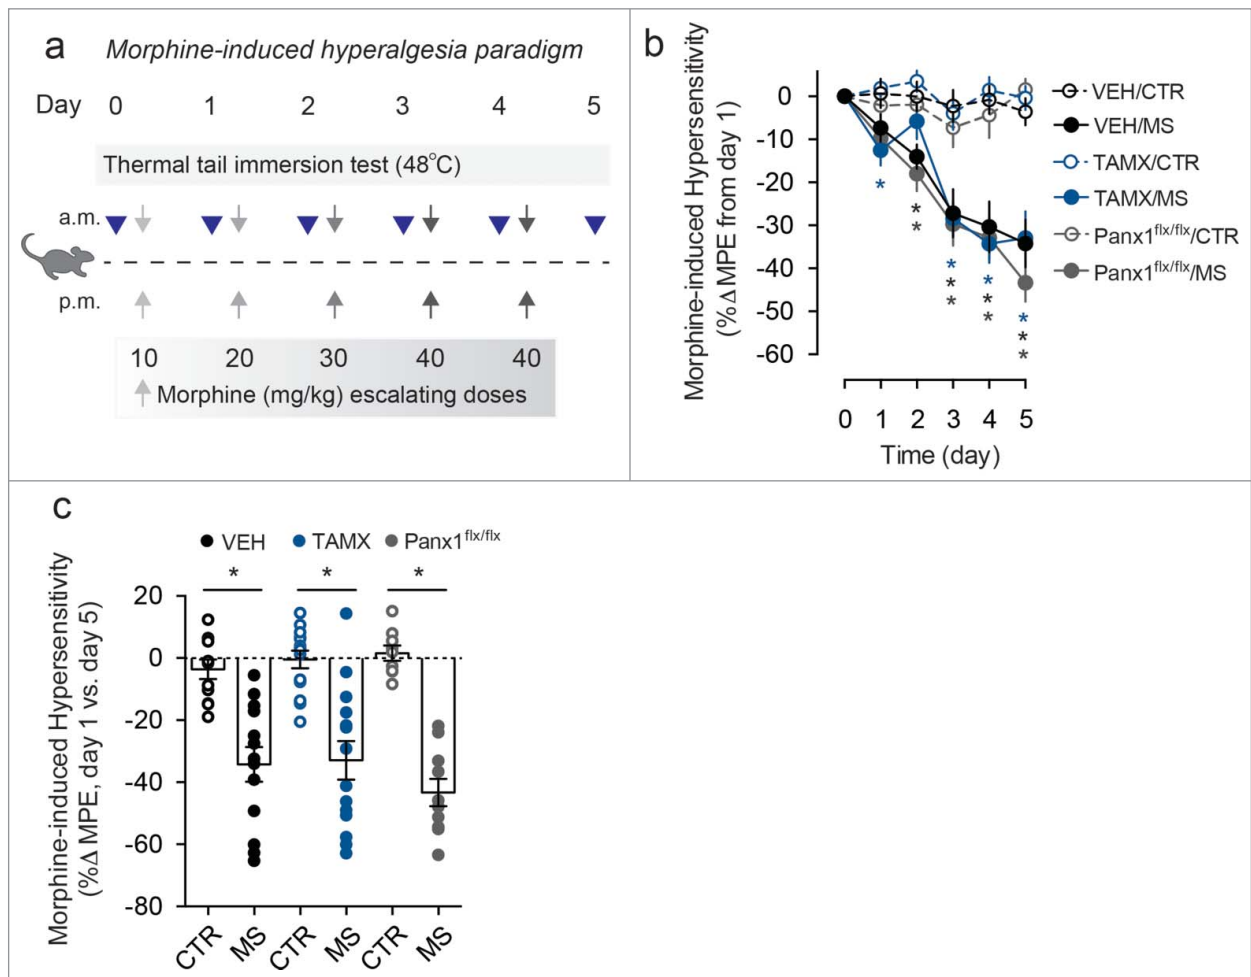 a Morphine-induced hyperalgesia paradigm
Day 0 1 2 3 4 5
Thermal tail immersion test (48°C)
a.m.
p.m.
10 20 30 40 40
Morphine (mg/kg) escalating doses
b
Morphine-induced Hypersensitivity
(%Δ MPE from day 1)
0
-10
-20
-30
-40
-50
-60
*
*
*
*
*
*
*
*
*
*
*
*
0 1 2 3 4 5
Time (day)
VEH/CTR
VEH/MS
TAMX/CTR
TAMX/MS
Panx1flx/flx/CTR
Panx1flx/flx/MS
c
VEH TAMX Panx1flx/flx
* * *
Morphine-induced Hypersensitivity
(%Δ MPE, day 1 vs. day 5)
20
0
-20
-40
-60
-80
CTR MS CTR MS CTR MS